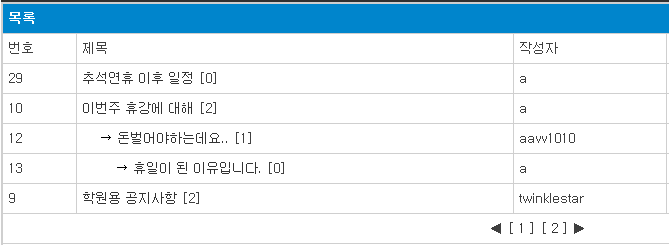 목록
번호 제목 작성자
29 추석연휴 이후 일정 [0] a
10 이번주 휴강에 대해 [2] a
12 → 돈벌어야하는데요.. [1] aavv1010
13 → 휴일이 된 이유입니다. [0] a
9 학원용 공지사항 [2] twinklestar
◀ [ 1 ] [ 2 ] ▶